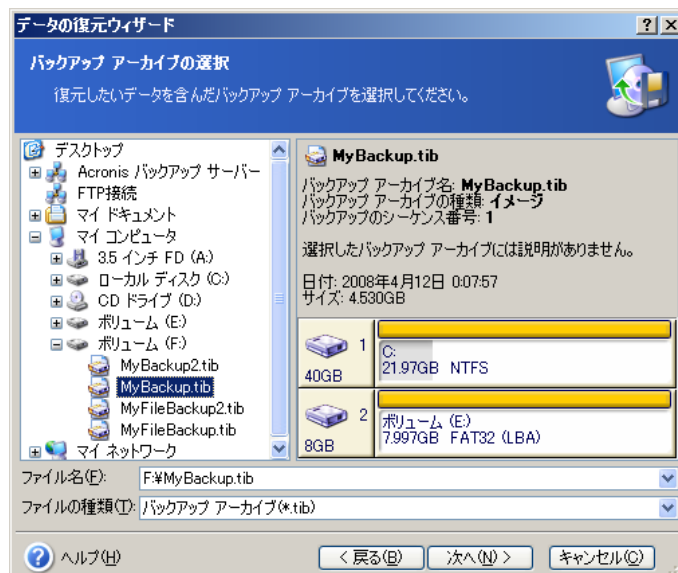 データの復元ウィザード
バックアップ アーカイブの選択
復元したいデータを含んだバックアップ アーカイブを選択してください。
デスクトップ
Acronis バックアップ サーバー
FTP接続
マイ ドキュメント
マイ コンピュータ
3.5 インチ FD (A:)
ローカル ディスク (C:)
CD ドライブ (D:)
ボリューム (E:)
ボリューム (F:)
MyBackup2.tib
MyBackup.tib
MyFileBackup2.tib
MyFileBackup.tib
マイ ネットワーク
MyBackup.tib
バックアップ アーカイブ名: MyBackup.tib
バックアップ アーカイブの種類: イメージ
バックアップのシーケンス番号: 1
選択したバックアップ アーカイブには説明がありません。
日付: 2008年4月12日 0:07:57
サイズ: 4.530GB
1
40GB
C:
21.97GB NTFS
2
8GB
ボリューム (E:)
7.997GB FAT32 (LBA)
ファイル名(F): F:¥MyBackup.tib
ファイルの種類(T): バックアップ アーカイブ(*.tib)
ヘルプ(H)
< 戻る(B)
次へ(N) >
キャンセル(C)